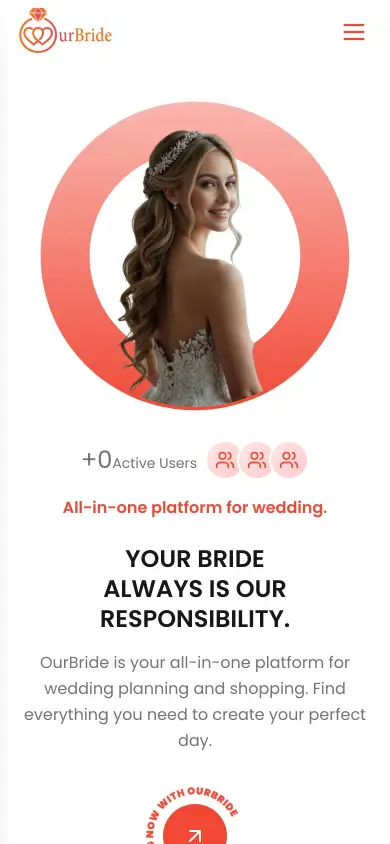 urBride
+0Active Users
All-in-one platform for wedding.
YOUR BRIDE
ALWAYS IS OUR
RESPONSIBILITY.
OurBride is your all-in-one platform for
wedding planning and shopping. Find
everything you need to create your perfect
day.
NOW WITH OURBRIDE